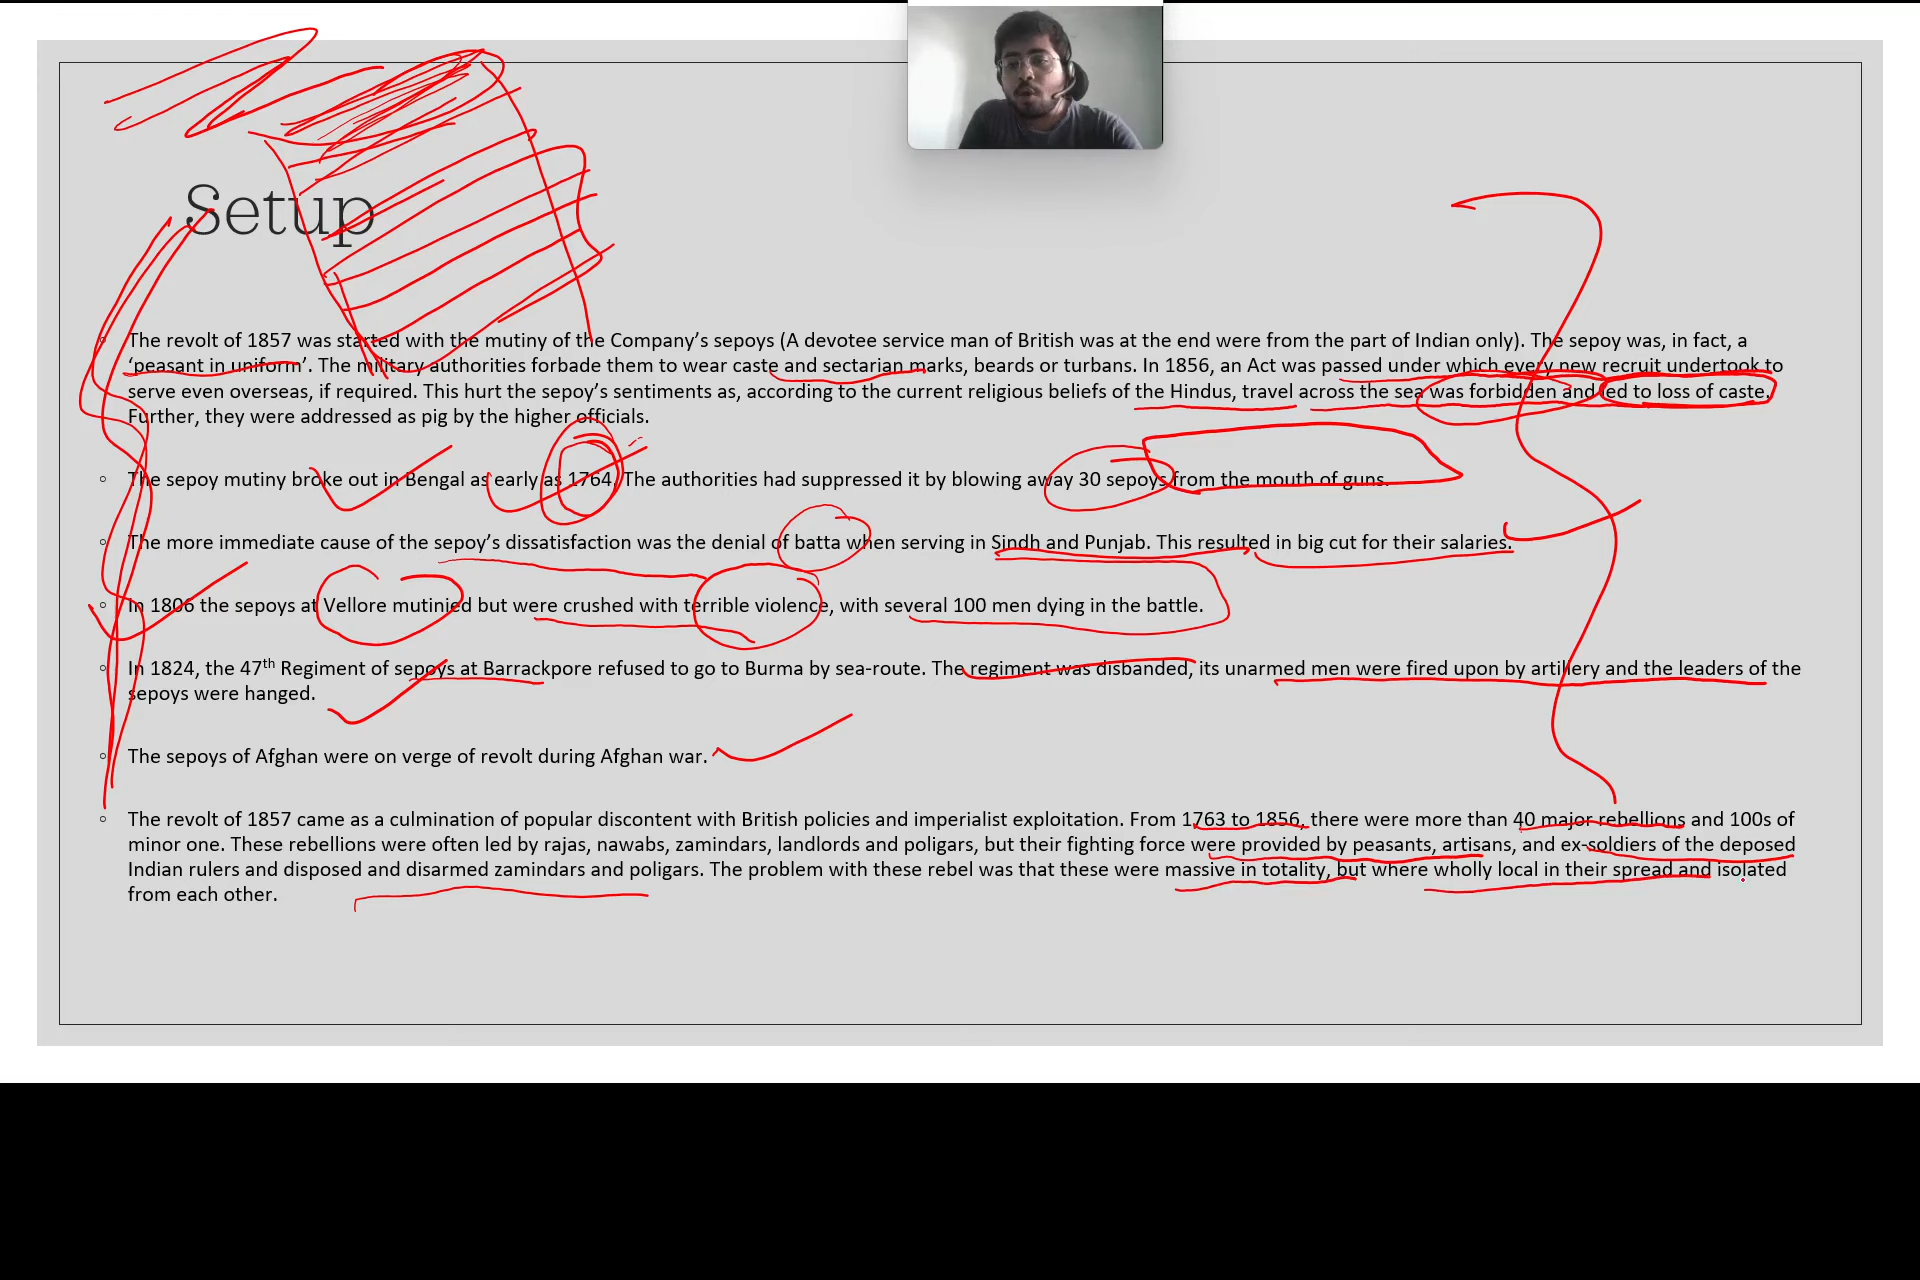 Setup
The revolt of 1857 was started with the mutiny of the Company’s sepoys (A devotee service man of British was at the end were from the part of Indian only). The sepoy was, in fact, a
‘peasant in uniform’. The military authorities forbade them to wear caste and sectarian marks, beards or turbans. In 1856, an Act was passed under which every new recruit undertook to
serve even overseas, if required. This hurt the sepoy’s sentiments as, according to the current religious beliefs of the Hindus, travel across the sea was forbidden and led to loss of caste.
Further, they were addressed as pig by the higher officials.
The sepoy mutiny broke out in Bengal as early as 1764. The authorities had suppressed it by blowing away 30 sepoys from the mouth of guns.
The more immediate cause of the sepoy’s dissatisfaction was the denial of batta when serving in Sindh and Punjab. This resulted in big cut for their salaries.
In 1806 the sepoys at Vellore mutinied but were crushed with terrible violence, with several 100 men dying in the battle.
In 1824, the 47th Regiment of sepoys at Barrackpore refused to go to Burma by sea-route. The regiment was disbanded, its unarmed men were fired upon by artillery and the leaders of the
sepoys were hanged.
The sepoys of Afghan were on verge of revolt during Afghan war.
The revolt of 1857 came as a culmination of popular discontent with British policies and imperialist exploitation. From 1763 to 1856, there were more than 40 major rebellions and 100s of
minor one. These rebellions were often led by rajas, nawabs, zamindars, landlords and poligars, but their fighting force were provided by peasants, artisans, and ex-soldiers of the deposed
Indian rulers and disposed and disarmed zamindars and poligars. The problem with these rebel was that these were massive in totality, but where wholly local in their spread and isolated
from each other.